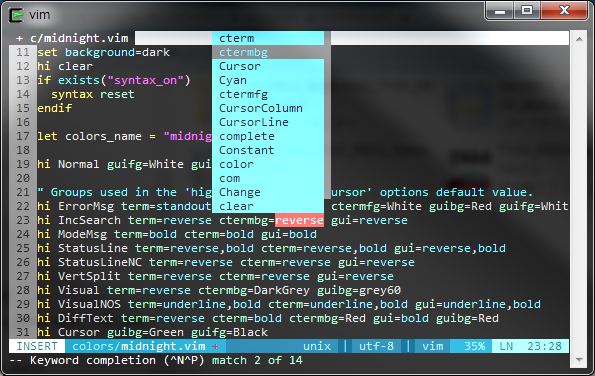 vim
+ c/midnight.vim cterm
11 set background=dark ctermbg
12 hi clear Cursor
13 if exists("syntax_on") Cyan
14 syntax reset ctermfg
15 endif CursorColumn
16 CursorLine
17 let colors_name = "midnig complete
18 Constant
19 hi Normal guifg=White gui color
20 com
21 " Groups used in the 'hig Change ursor' options default value.
22 hi ErrorMsg term=standout clear ctermfg=White guibg=Red guifg=Whit
23 hi IncSearch term=reverse ctermbg=reverse gui=reverse
24 hi ModeMsg term=bold cterm=bold gui=bold
25 hi StatusLine term=reverse,bold cterm=reverse,bold gui=reverse,bold
26 hi StatusLineNC term=reverse cterm=reverse gui=reverse
27 hi VertSplit term=reverse cterm=reverse gui=reverse
28 hi Visual term=reverse ctermbg=DarkGrey guibg=grey60
29 hi VisualNOS term=underline,bold cterm=underline,bold gui=underline,bold
30 hi DiffText term=reverse cterm=bold ctermbg=Red gui=bold guibg=Red
31 hi Cursor guibg=Green guifg=Black
INSERT colors/midnight.vim + unix | utf-8 | vim 35% LN 23:28
-- Keyword completion (^N^P) match 2 of 14